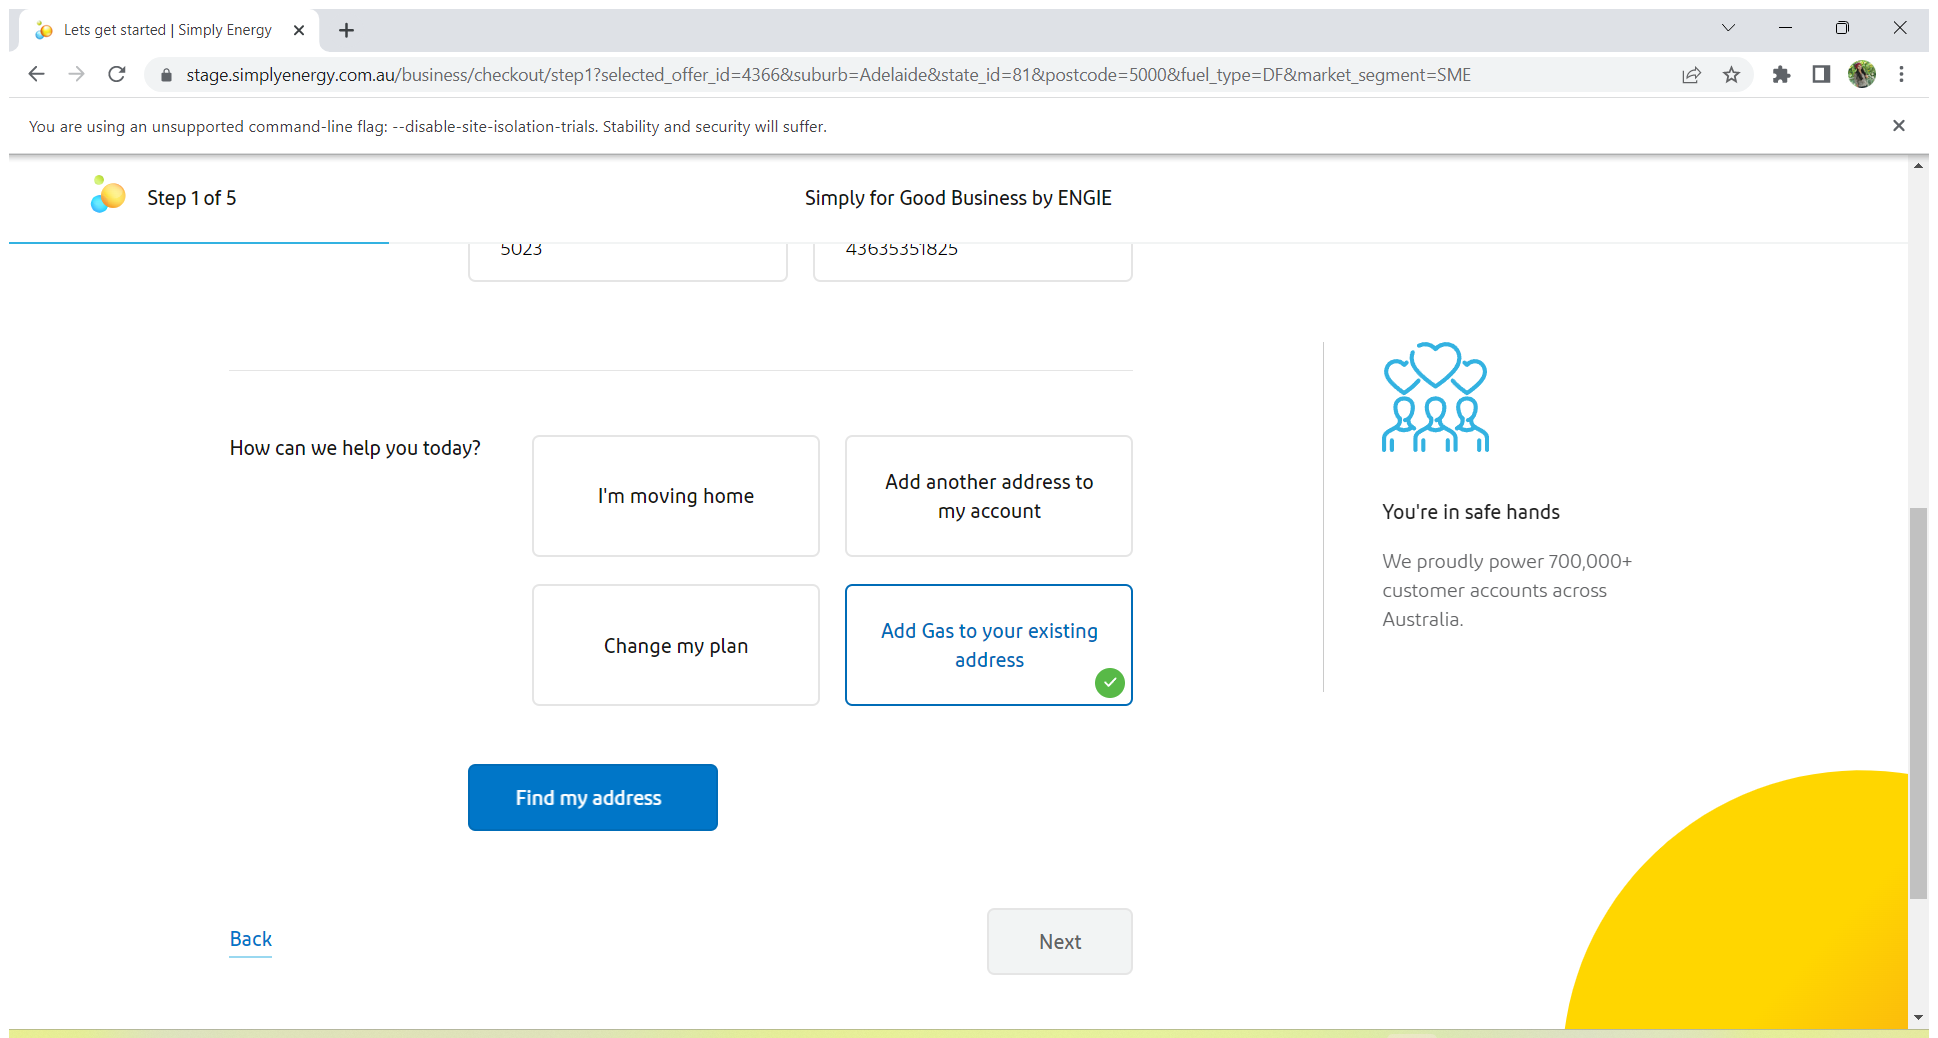 Lets get started | Simply Energy
stage.simplyenergy.com.au/business/checkout/step1?selected_offer_id=4366&suburb=Adelaide&state_id=81&postcode=5000&fuel_type=DF&market_segment=SME
You are using an unsupported command-line flag: --disable-site-isolation-trials. Stability and security will suffer.
Step 1 of 5
Simply for Good Business by ENGIE
5023
43635351825
How can we help you today?
I'm moving home
Add another address to
my account
Change my plan
Add Gas to your existing
address
Find my address
Back
Next
You're in safe hands
We proudly power 700,000+
customer accounts across
Australia.